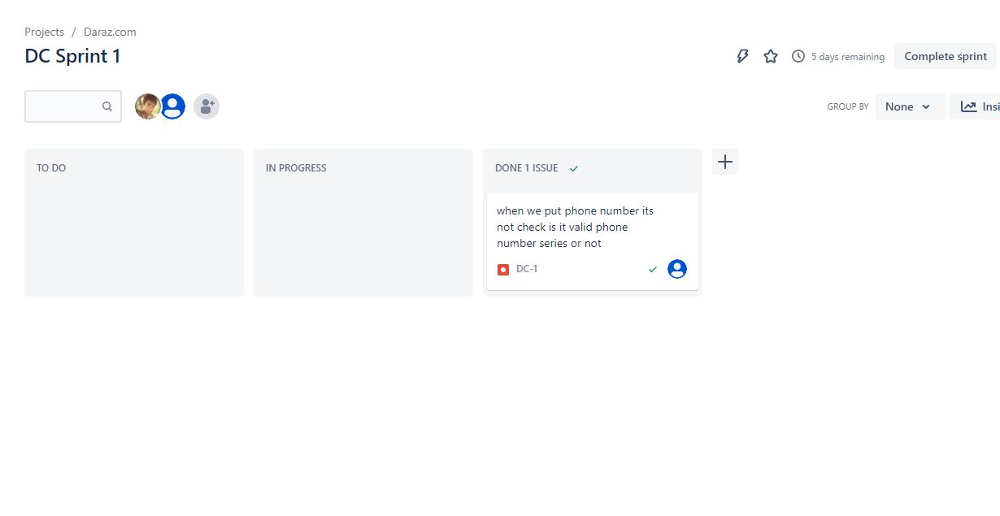 Projects / Daraz.com
DC Sprint 1
5 days remaining
Complete sprint
GROUP BY
None
Insi
TO DO
IN PROGRESS
DONE 1 ISSUE
when we put phone number its
not check is it valid phone
number series or not
DC-1